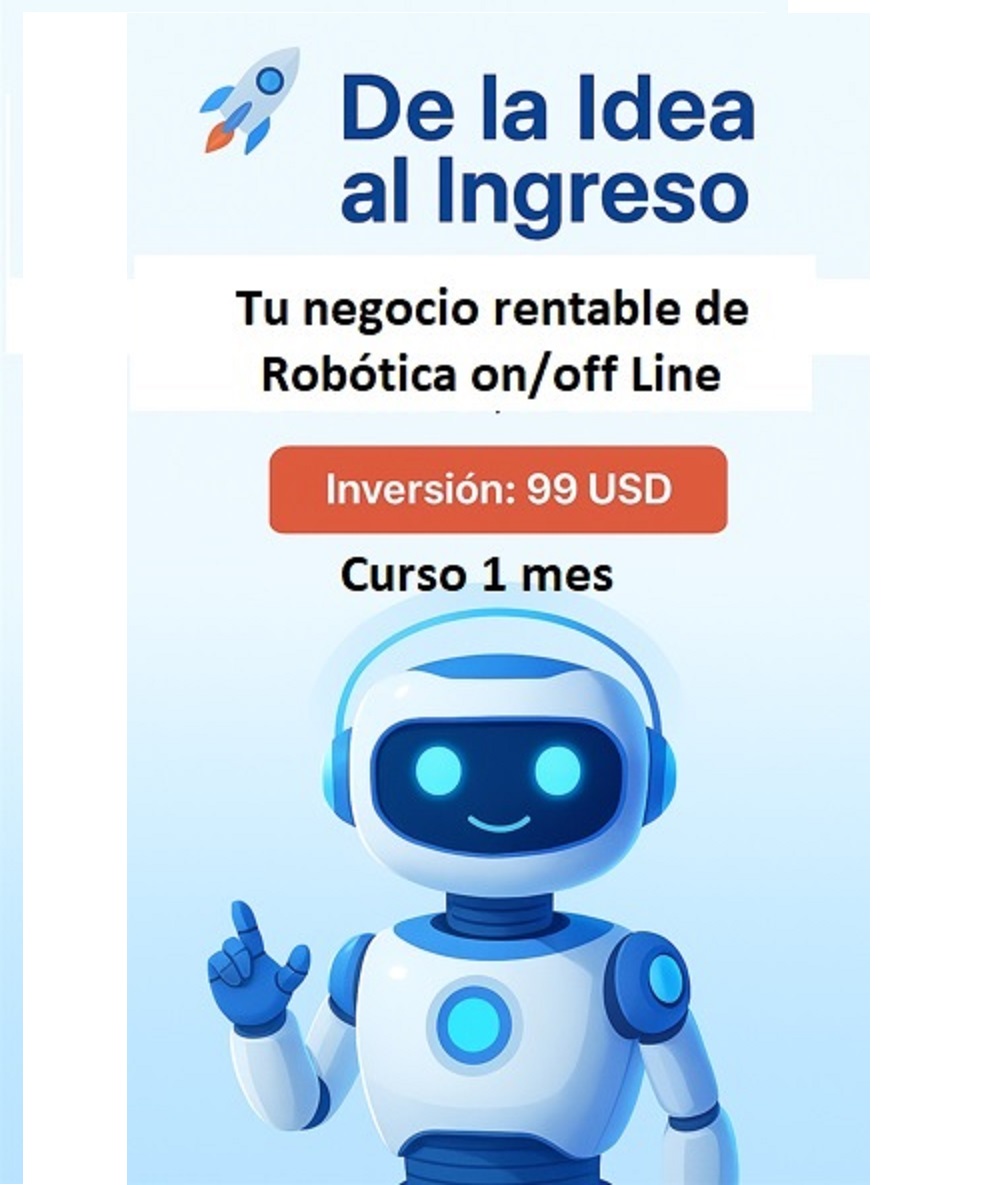 De la Idea
al Ingreso
Tu negocio rentable de
Robótica on/off Line
Inversión: 99 USD
Curso 1 mes